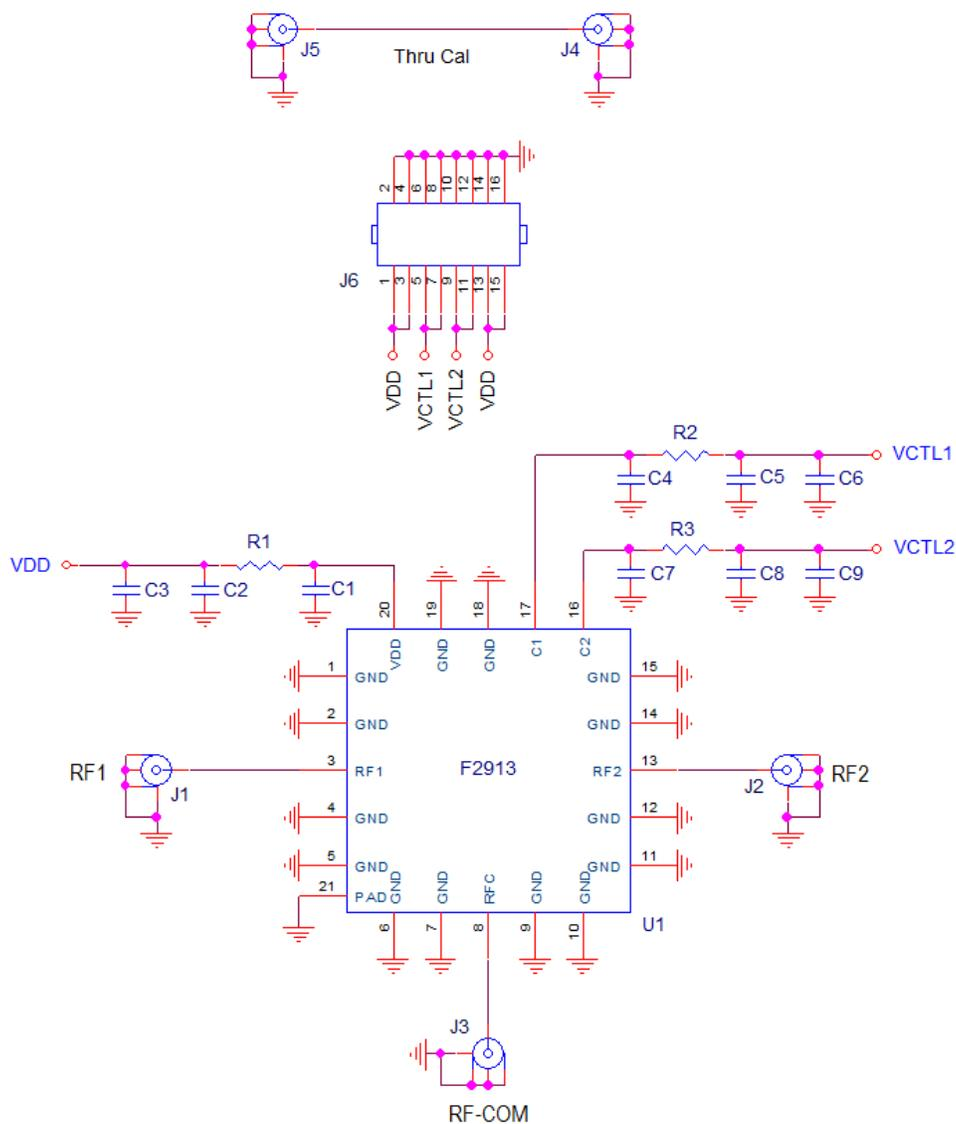 J5
Thru Cal
J4
2 4 6 8 10 12 14 16
J6
1 3 5 7 9 11 13 15
VDD VCTL1 VCTL2 VDD
R2
VCTL1
C4 C5 C6
R3
VCTL2
C7 C8 C9
R1
VDD
C3 C2 C1
20 19 18 17 16
VDD GND GND C1 C2
1 GND
GND 15
2 GND
GND 14
RF1
J1
3 RF1
F2913
RF2 13
J2
RF2
4 GND
GND 12
5 GND
GND 11
21 PAD
GND GND RFC GND GND
U1
6 7 8 9 10
J3
RF-COM